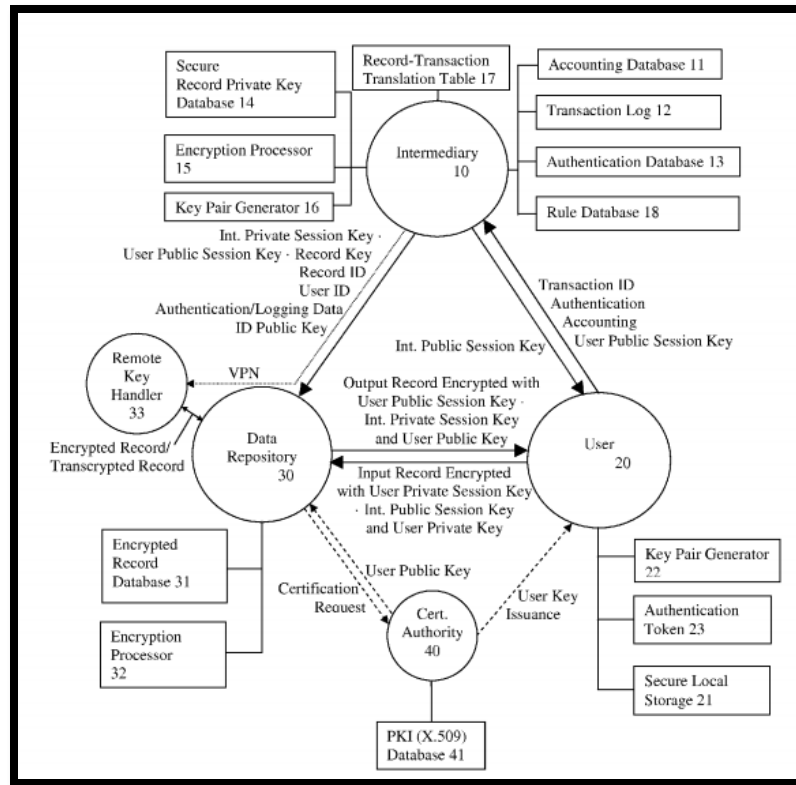 Secure
Record Private Key
Database 14
Encryption Processor
15
Key Pair Generator 16
Record-Transaction
Translation Table 17
Intermediary
10
Accounting Database 11
Transaction Log 12
Authentication Database 13
Rule Database 18
Int. Private Session Key ·
User Public Session Key · Record Key
Record ID
User ID
Authentication/Logging Data
ID Public Key
Transaction ID
Authentication
Accounting
User Public Session Key
Int. Public Session Key
Remote
Key
Handler
33
VPN
Encrypted Record/
Transcrypted Record
Data
Repository
30
Output Record Encrypted with
User Public Session Key ·
Int. Private Session Key
and User Public Key
Input Record Encrypted
with User Private Session Key
· Int. Public Session Key
and User Private Key
User
20
Encrypted
Record
Database 31
Encryption
Processor
32
Certification
Request
User Public Key
Cert.
Authority
40
User Key
Issuance
PKI (X.509)
Database 41
Key Pair Generator
22
Authentication
Token 23
Secure Local
Storage 21